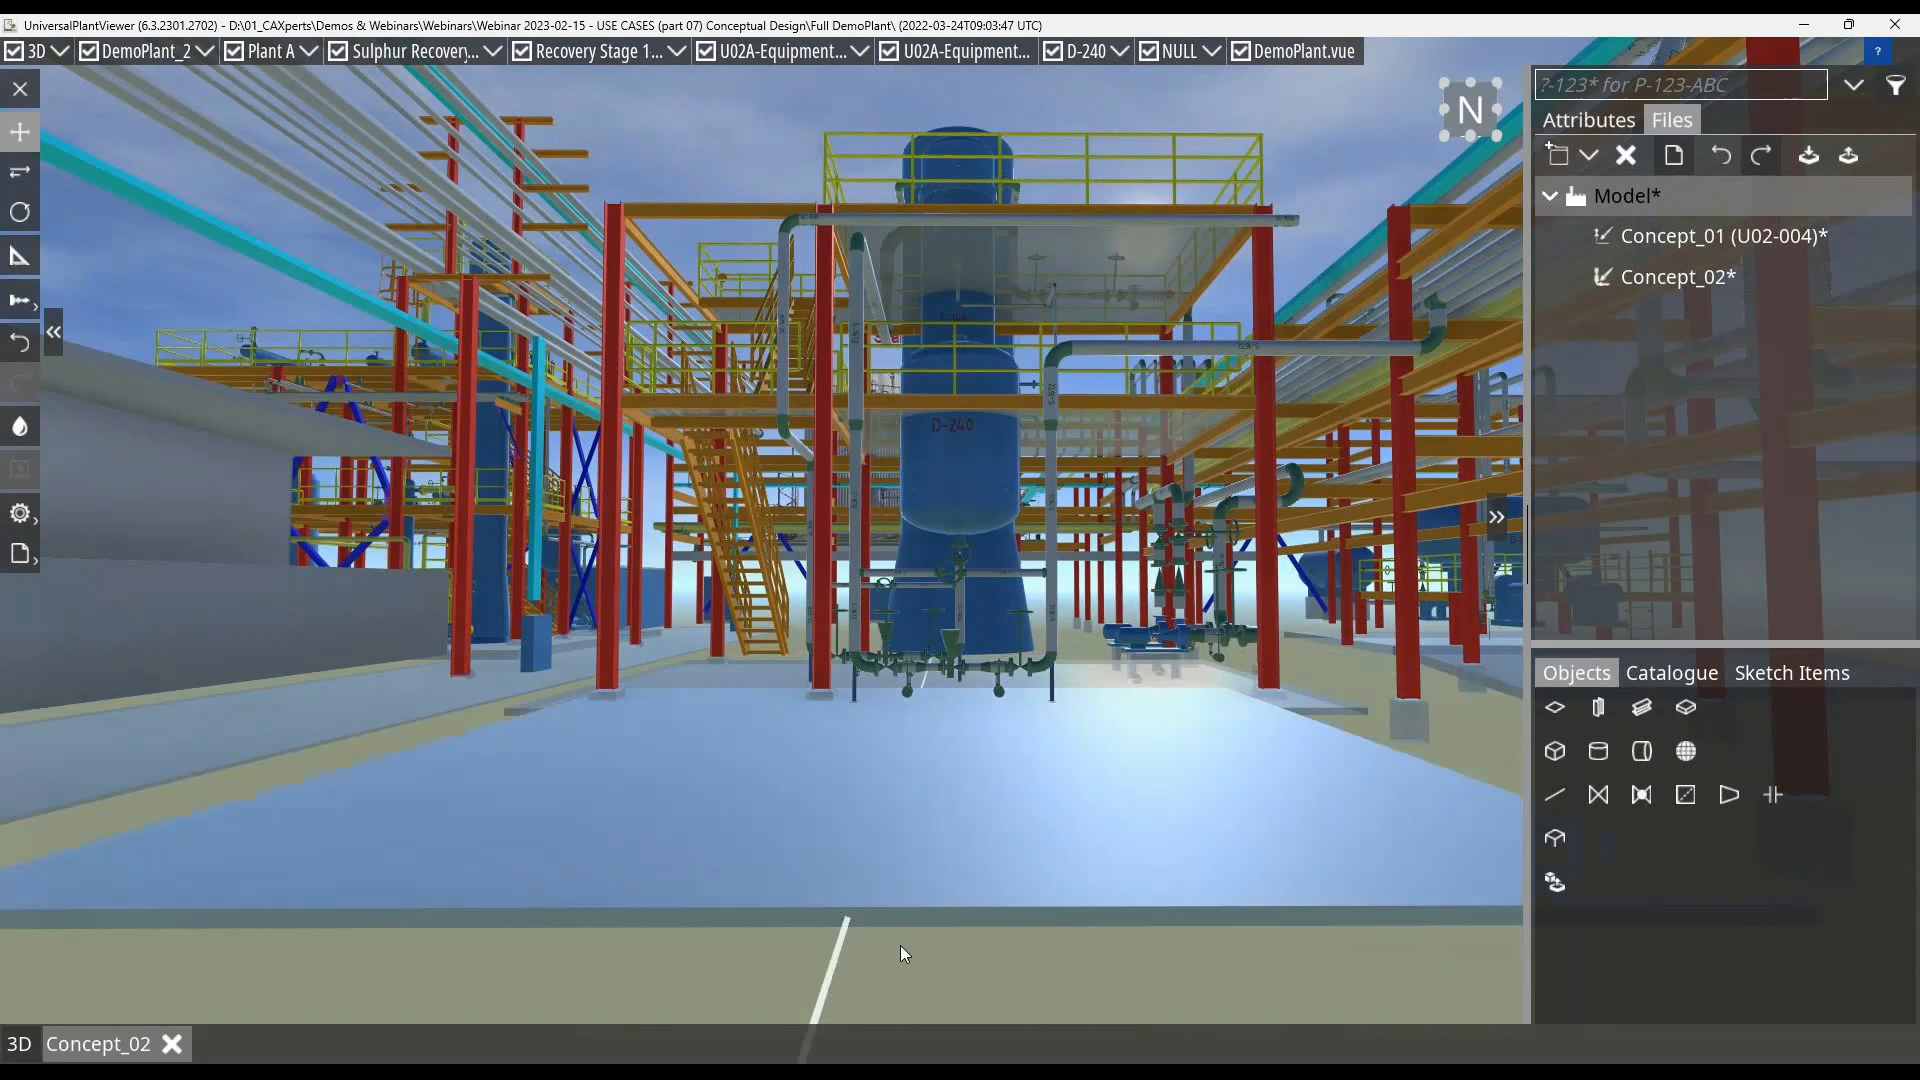 UniversalPlantViewer (6.3.2301.2702) - D:\01_CAXperts\Demos & Webinars\Webinars\Webinar 2023-02-15 - USE CASES (part 07) Conceptual Design\Full DemoPlant\ (2022-03-24T09:03:47 UTC)
3D DemoPlant_2 Plant A Sulphur Recovery,... Recovery Stage 1... U02A-Equipment... U02A-Equipment... D-240 NULL DemoPlant.vue ?
?-123* for P-123-ABC
N
Attributes Files
Model*
Concept_01 (U02-004)*
Concept_02*
D-240
Objects Catalogue Sketch Items
3D Concept_02